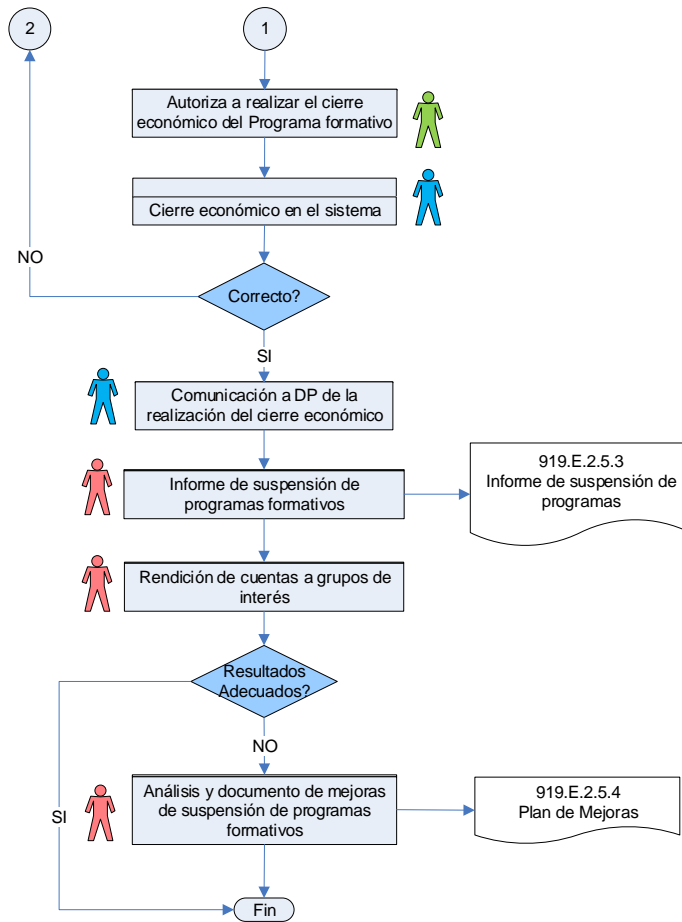 2
1
Autoriza a realizar el cierre
económico del Programa formativo
Cierre económico en el sistema
NO
Correcto?
SI
Comunicación a DP de la
realización del cierre económico
Informe de suspensión de
programas formativos
919.E.2.5.3
Informe de suspensión de
programas
Rendición de cuentas a grupos de
interés
Resultados
Adecuados?
NO
Análisis y documento de mejoras
de suspensión de programas
formativos
919.E.2.5.4
Plan de Mejoras
SI
Fin